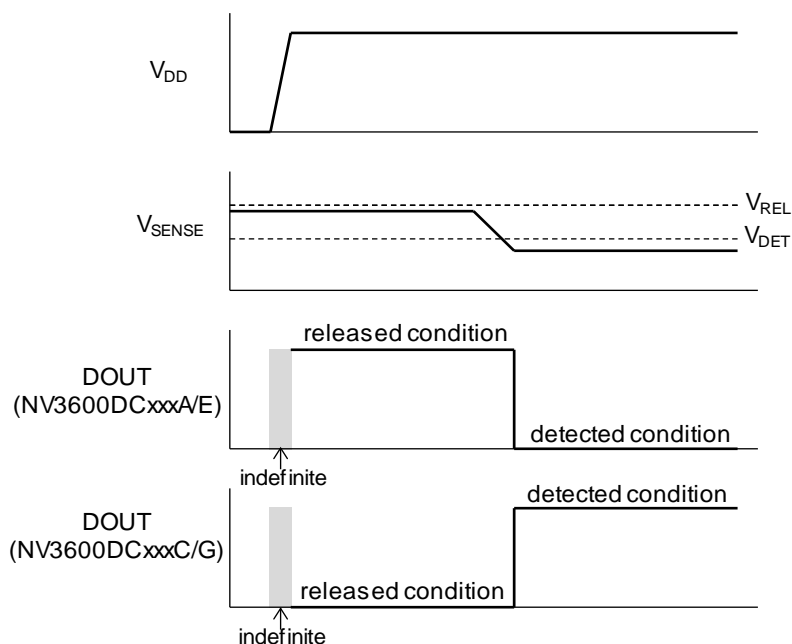 VDD
VREL
VSENSE
VDET
released condition
DOUT
(NV3600DCxxxA/E)
detected condition
indefinite
detected condition
DOUT
(NV3600DCxxxC/G)
released condition
indefinite